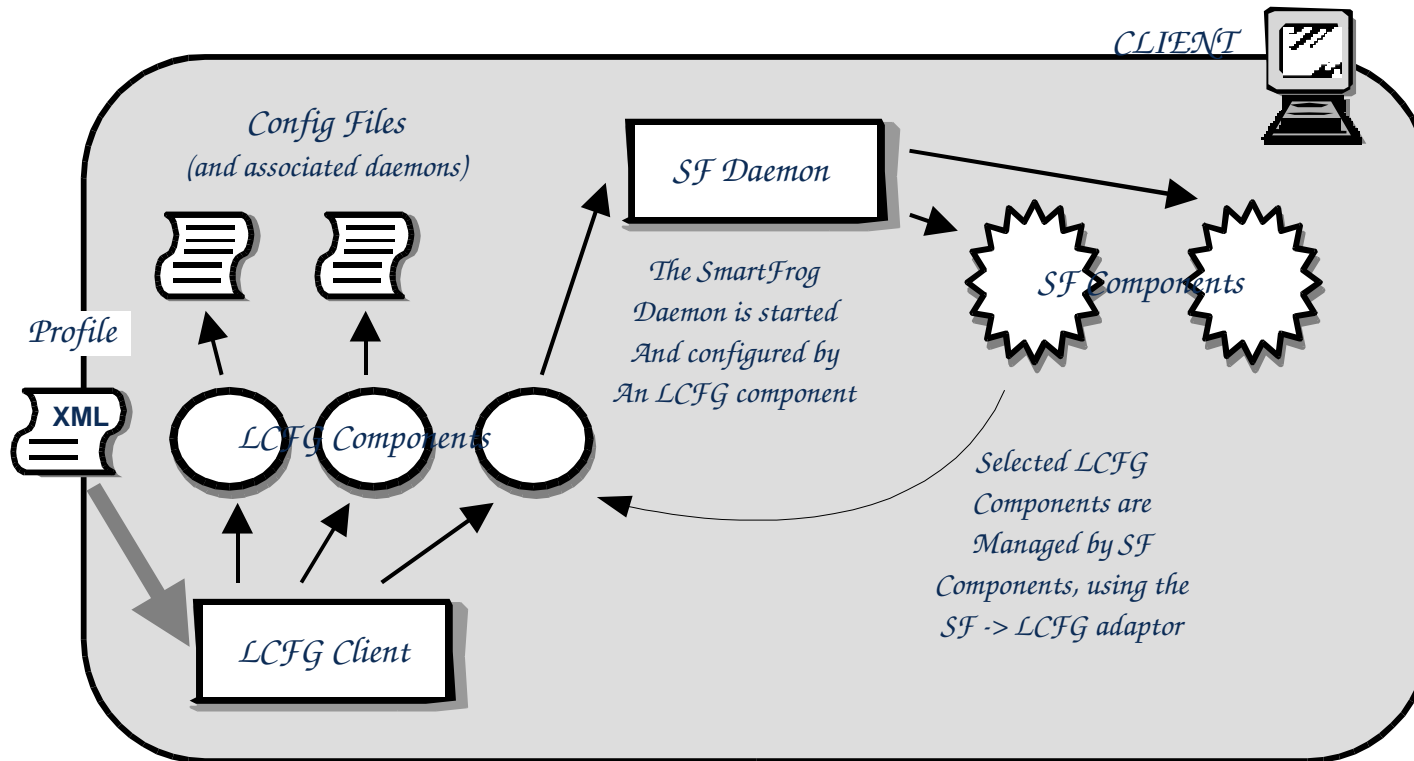 CLIENT
Config Files
(and associated daemons)
SF Daemon
The SmartFrog
Daemon is started
And configured by
An LCFG component
SF Components
Profile
XML
LCFG Components
Selected LCFG
Components are
Managed by SF
Components, using the
SF -> LCFG adaptor
LCFG Client